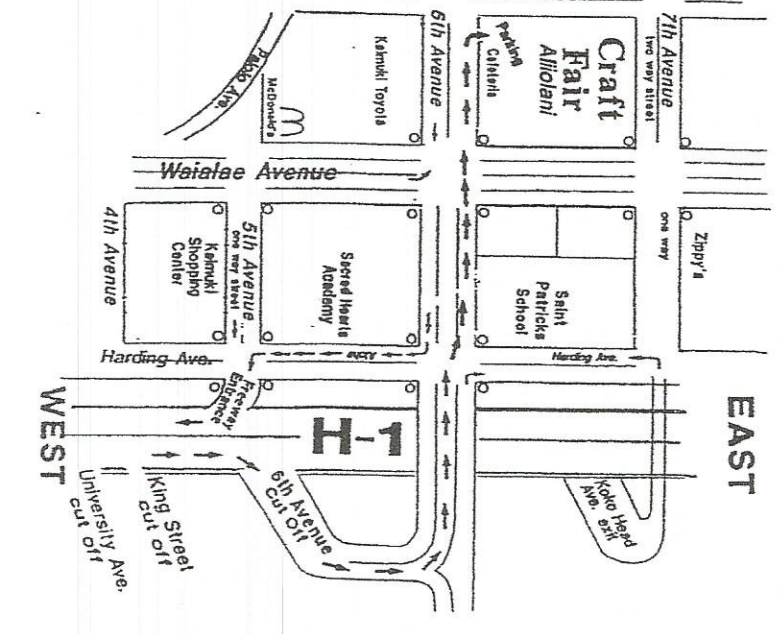 Palolo Ave.
McDonald's
Kaimuki Toyota
6th Avenue
Parking
Cafeteria
Craft
Fair
Aliiolani
7th Avenue
two way street
Waialae Avenue
4th Avenue
Kaimuki
Shopping
Center
5th Avenue
one way street
Sacred Hearts
Academy
Saint
Patricks
School
one way
Zippy's
Harding Ave.
Harding Ave.
WEST
Freeway
Entrance
H-1
EAST
University Ave.
cut off
King Street
cut off
6th Avenue
Cut Off
Koko Head
Ave. exit